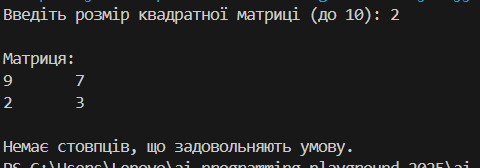 Введіть розмір квадратної матриці (до 10): 2
Матриця:
9 7
2 3
Немає стовпців, що задовольняють умову.